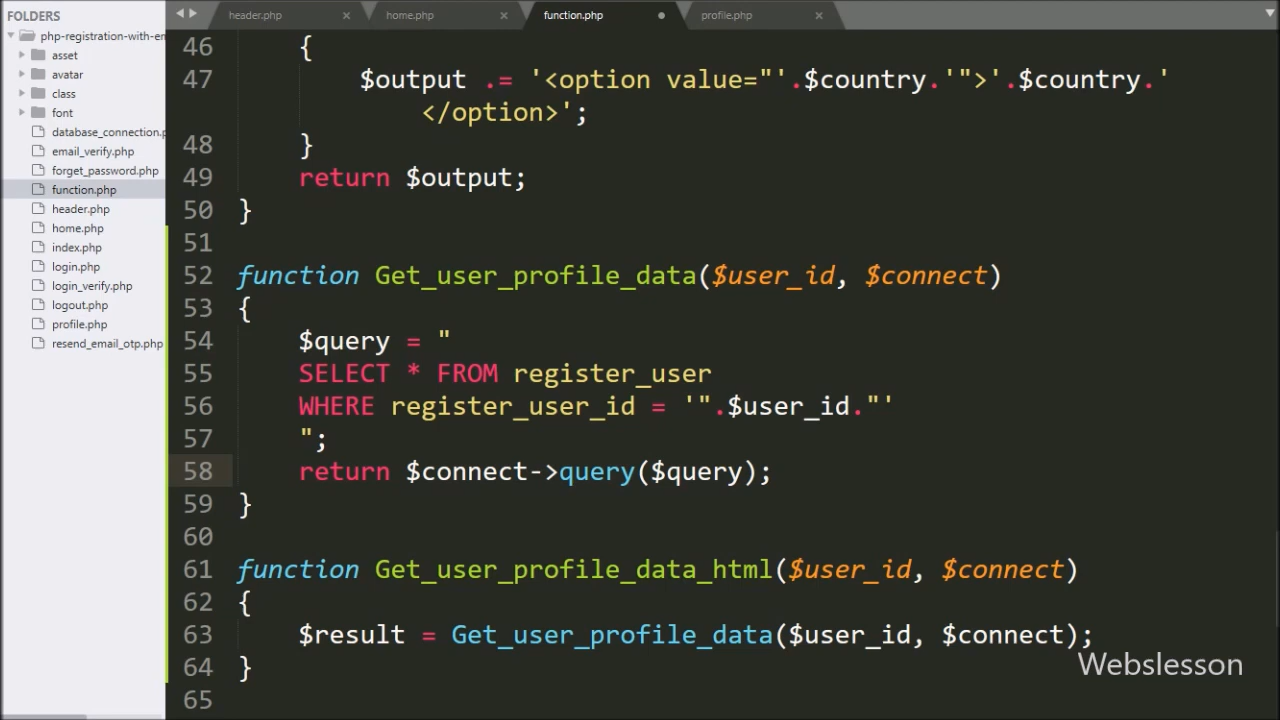 FOLDERS
php-registration-with-em
asset
avatar
class
font
database_connection.p
email_verify.php
forget_password.php
function.php
header.php
home.php
index.php
login.php
login_verify.php
logout.php
profile.php
resend_email_otp.php
header.php
home.php
function.php
profile.php
46 {
47 $output .= '<option value="'.$country.'">'.$country.'
</option>';
48 }
49 return $output;
50 }
51
52 function Get_user_profile_data($user_id, $connect)
53 {
54 $query = "
55 SELECT * FROM register_user
56 WHERE register_user_id = '".$user_id."'
57 ";
58 return $connect->query($query);
59 }
60
61 function Get_user_profile_data_html($user_id, $connect)
62 {
63 $result = Get_user_profile_data($user_id, $connect);
64 }
65
Webslesson